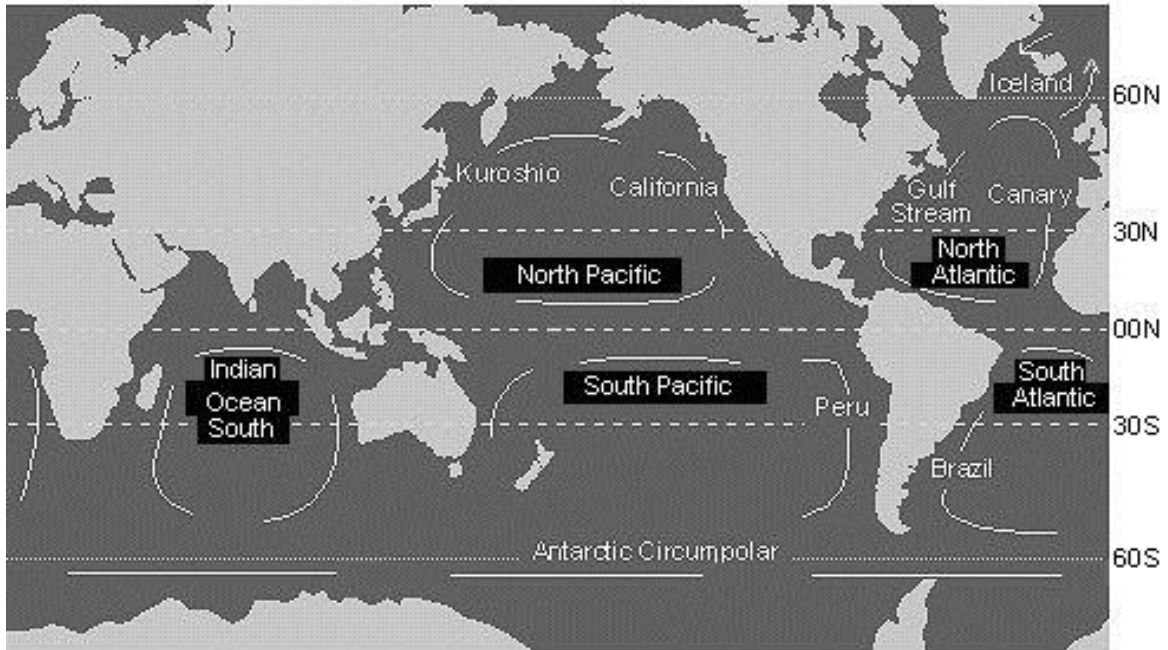 Iceland
60N
Kuroshio
California
Gulf
Stream
Canary
30N
North
Atlantic
North Pacific
00N
Indian
Ocean
South
South Pacific
Peru
South
Atlantic
30S
Brazil
Antarctic Circumpolar
60S